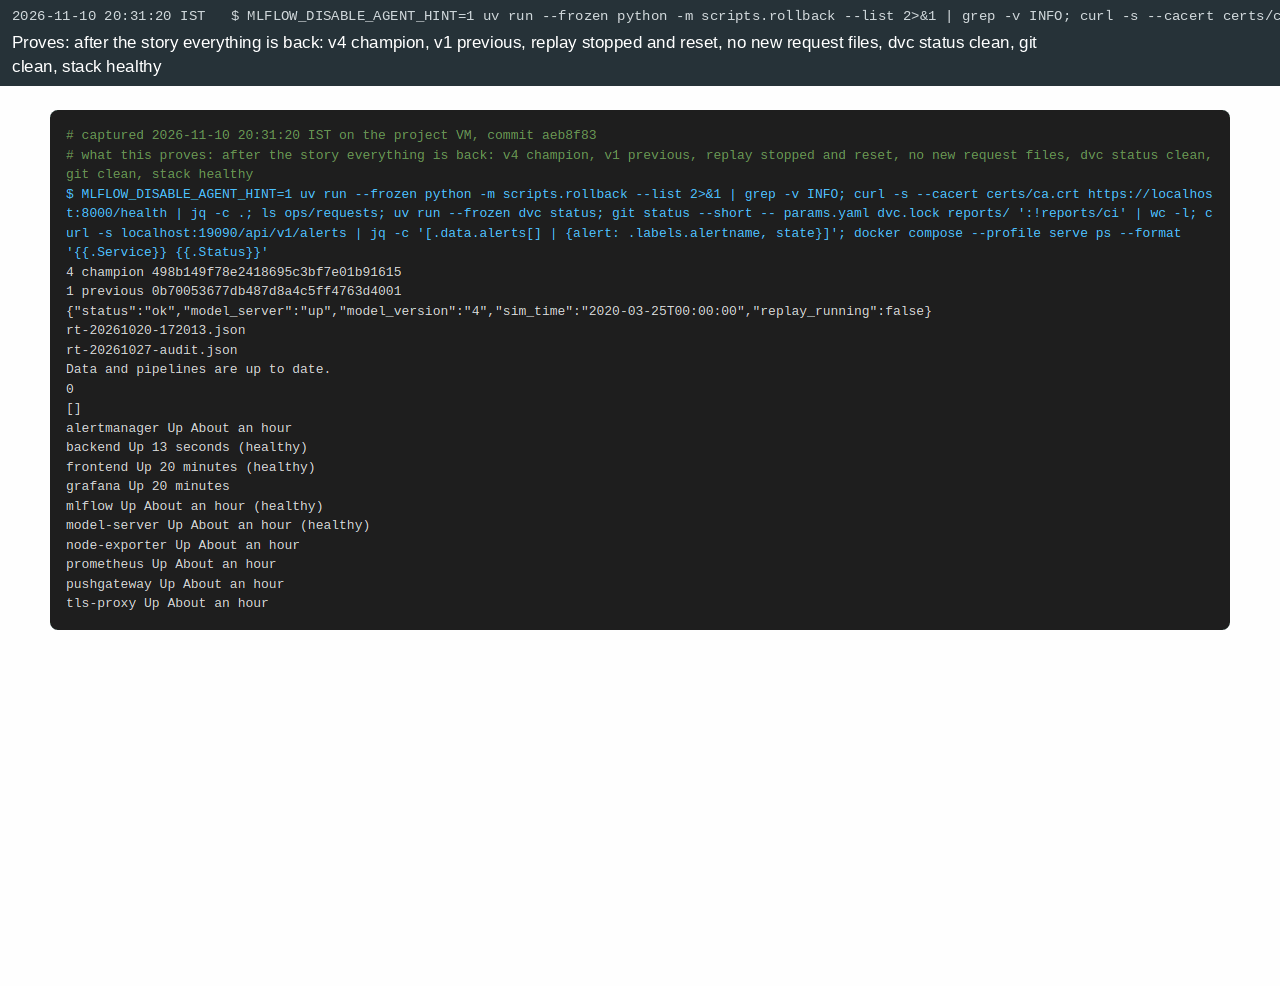 2026-11-10 20:31:20 IST   $ MLFLOW_DISABLE_AGENT_HINT=1 uv run --frozen python -m scripts.rollback --list 2>&1 | grep -v INFO; curl -s --cacert certs/c
Proves: after the story everything is back: v4 champion, v1 previous, replay stopped and reset, no new request files, dvc status clean, git
clean, stack healthy
# captured 2026-11-10 20:31:20 IST on the project VM, commit aeb8f83
# what this proves: after the story everything is back: v4 champion, v1 previous, replay stopped and reset, no new request files, dvc status clean,
git clean, stack healthy
$ MLFLOW_DISABLE_AGENT_HINT=1 uv run --frozen python -m scripts.rollback --list 2>&1 | grep -v INFO; curl -s --cacert certs/ca.crt https://localhos
t:8000/health | jq -c .; ls ops/requests; uv run --frozen dvc status; git status --short -- params.yaml dvc.lock reports/ ':!reports/ci' | wc -l; c
url -s localhost:19090/api/v1/alerts | jq -c '[.data.alerts[] | {alert: .labels.alertname, state}]'; docker compose --profile serve ps --format
'{{.Service}} {{.Status}}'
4 champion 498b149f78e2418695c3bf7e01b91615
1 previous 0b70053677db487d8a4c5ff4763d4001
{"status":"ok","model_server":"up","model_version":"4","sim_time":"2020-03-25T00:00:00","replay_running":false}
rt-20261020-172013.json
rt-20261027-audit.json
Data and pipelines are up to date.
0
[]
alertmanager Up About an hour
backend Up 13 seconds (healthy)
frontend Up 20 minutes (healthy)
grafana Up 20 minutes
mlflow Up About an hour (healthy)
model-server Up About an hour (healthy)
node-exporter Up About an hour
prometheus Up About an hour
pushgateway Up About an hour
tls-proxy Up About an hour